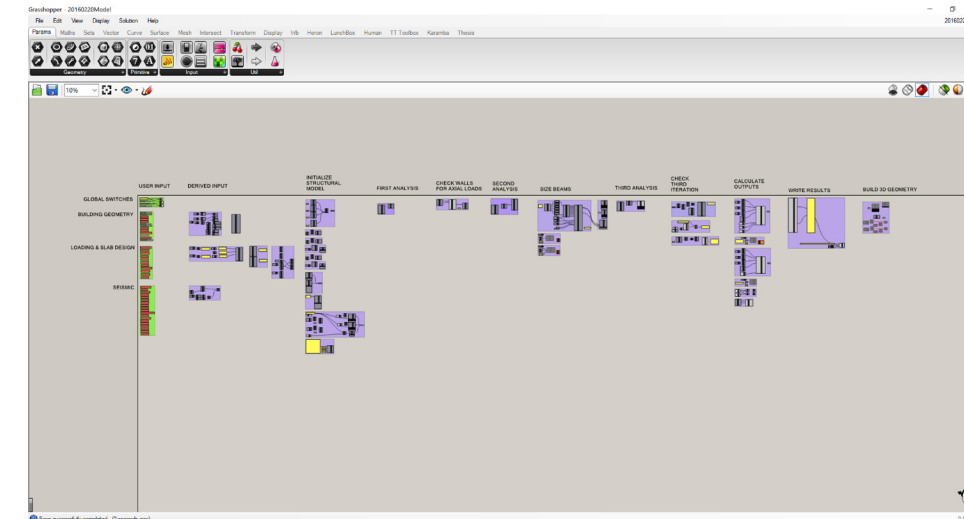 Grasshopper - 20160220Model
File Edit View Display Solution Help
2016022
Params Maths Sets Vector Curve Surface Mesh Intersect Transform Display Wb Heron LunchBox Human TT Toolbox Karamba Thesis
Geometry Primitive Input Util
10%
USER INPUT
DERIVED INPUT
INITIALIZE
STRUCTURAL
MODEL
FIRST ANALYSIS
CHECK WALLS
FOR AXIAL LOADS
SECOND
ANALYSIS
SIZE BEAMS
THIRD ANALYSIS
CHECK
THIRD
ITERATION
CALCULATE
OUTPUTS
WRITE RESULTS
BUILD 3D GEOMETRY
GLOBAL SWITCHES
BUILDING GEOMETRY
LOADING & SLAB DESIGN
SEISMIC